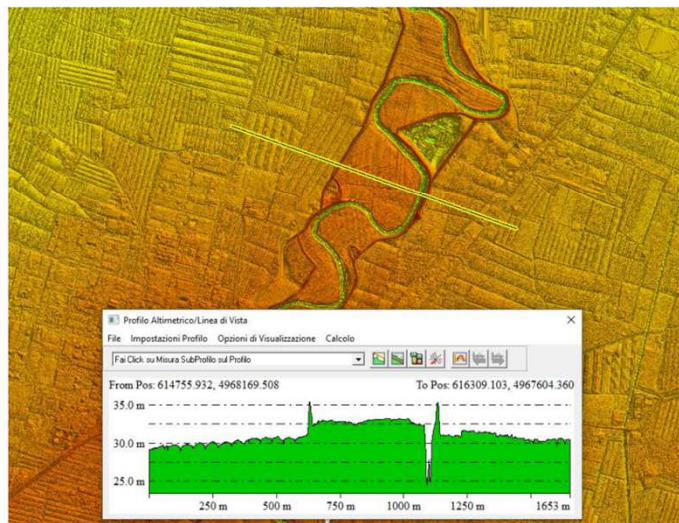 Profilo Altimetrico/Linea di Vista
File Impostazioni Profilo Opzioni di Visualizzazione Calcolo
Fai Click su Misura SubProfilo sul Profilo
From Pos: 614755.932, 4968169.508 To Pos: 616309.103, 4967604.360
35.0 m
30.0 m
25.0 m
250 m 500 m 750 m 1000 m 1250 m 1653 m